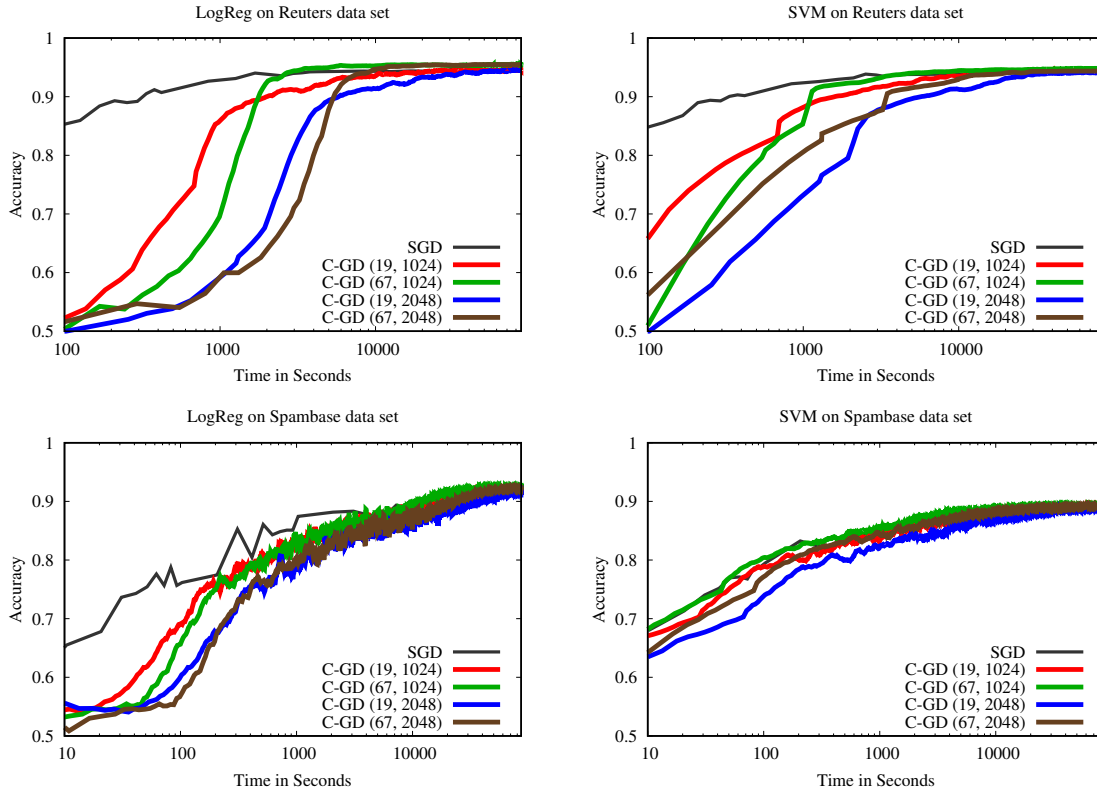 LogReg on Reuters data set
1
0.9
0.8
0.7
0.6
0.5
Accuracy
100
1000
10000
Time in Seconds
SGD
C-GD (19, 1024)
C-GD (67, 1024)
C-GD (19, 2048)
C-GD (67, 2048)
SVM on Reuters data set
1
0.9
0.8
0.7
0.6
0.5
Accuracy
100
1000
10000
Time in Seconds
SGD
C-GD (19, 1024)
C-GD (67, 1024)
C-GD (19, 2048)
C-GD (67, 2048)
LogReg on Spambase data set
1
0.9
0.8
0.7
0.6
0.5
Accuracy
10
100
1000
10000
Time in Seconds
SGD
C-GD (19, 1024)
C-GD (67, 1024)
C-GD (19, 2048)
C-GD (67, 2048)
SVM on Spambase data set
1
0.9
0.8
0.7
0.6
0.5
Accuracy
10
100
1000
10000
Time in Seconds
SGD
C-GD (19, 1024)
C-GD (67, 1024)
C-GD (19, 2048)
C-GD (67, 2048)